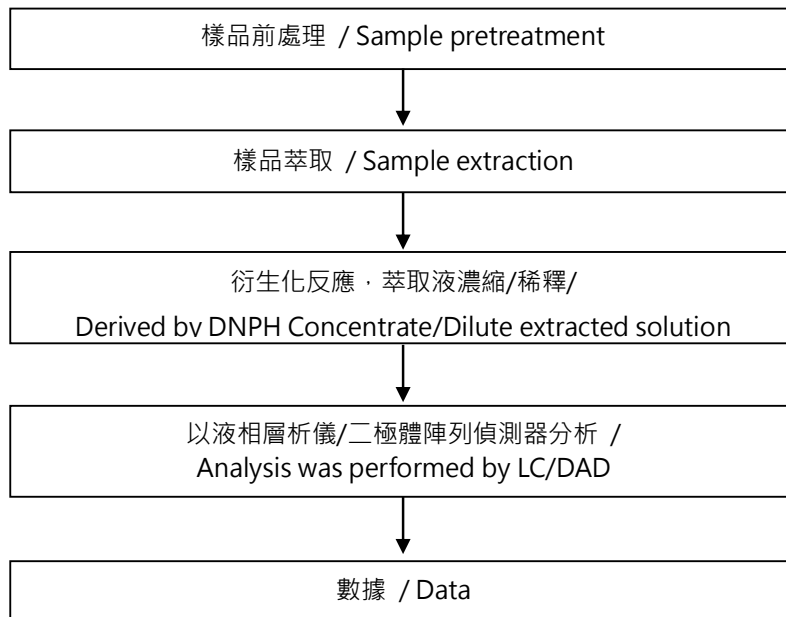 樣品前處理 / Sample pretreatment
樣品萃取 / Sample extraction
衍生化反應，萃取液濃縮/稀釋/
Derived by DNPH Concentrate/Dilute extracted solution
以液相層析儀/二極體陣列偵測器分析 /
Analysis was performed by LC/DAD
數據 / Data